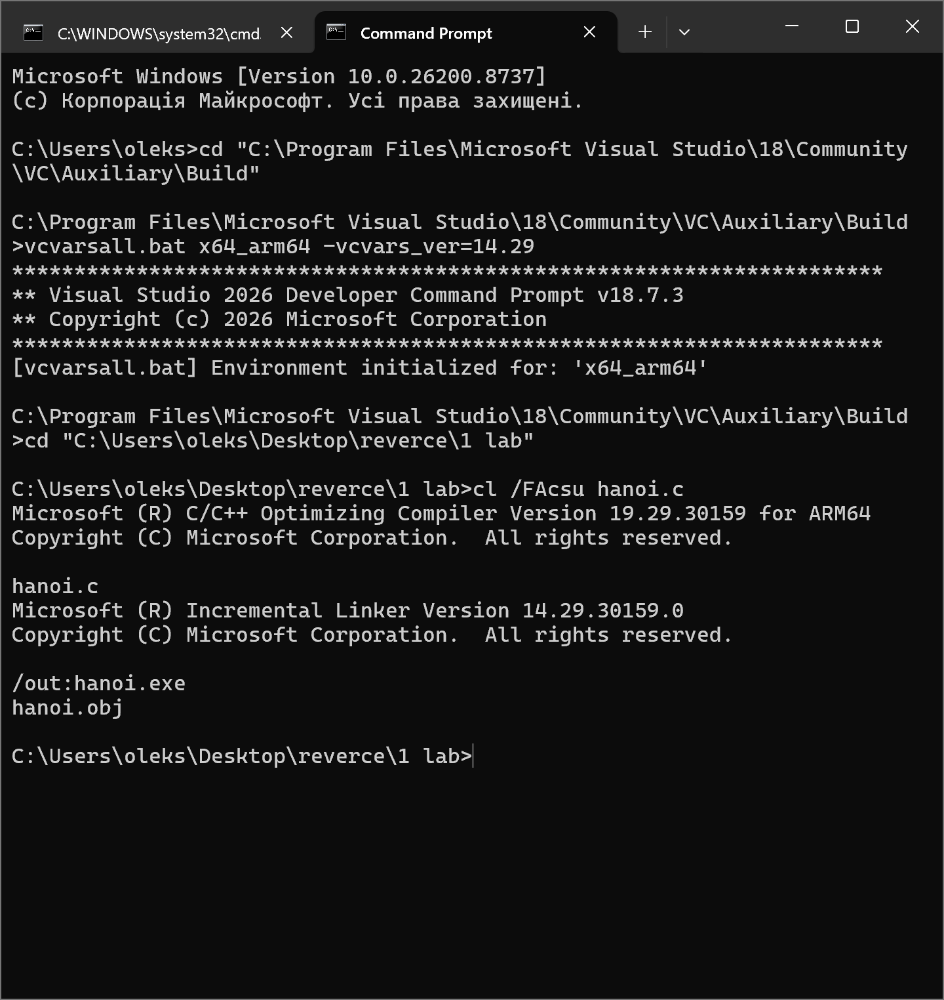 C:\WINDOWS\system32\cmd.
Command Prompt
Microsoft Windows [Version 10.0.26200.8737]
(c) Корпорація Майкрософт. Усі права захищені.
C:\Users\oleks>cd "C:\Program Files\Microsoft Visual Studio\18\Community
\VC\Auxiliary\Build"
C:\Program Files\Microsoft Visual Studio\18\Community\VC\Auxiliary\Build
>vcvarsall.bat x64_arm64 -vcvars_ver=14.29
**********************************************************************
** Visual Studio 2026 Developer Command Prompt v18.7.3
** Copyright (c) 2026 Microsoft Corporation
**********************************************************************
[vcvarsall.bat] Environment initialized for: 'x64_arm64'
C:\Program Files\Microsoft Visual Studio\18\Community\VC\Auxiliary\Build
>cd "C:\Users\oleks\Desktop\reverce\1 lab"
C:\Users\oleks\Desktop\reverce\1 lab>cl /FAcsu hanoi.c
Microsoft (R) C/C++ Optimizing Compiler Version 19.29.30159 for ARM64
Copyright (C) Microsoft Corporation.  All rights reserved.
hanoi.c
Microsoft (R) Incremental Linker Version 14.29.30159.0
Copyright (C) Microsoft Corporation.  All rights reserved.
/out:hanoi.exe
hanoi.obj
C:\Users\oleks\Desktop\reverce\1 lab>